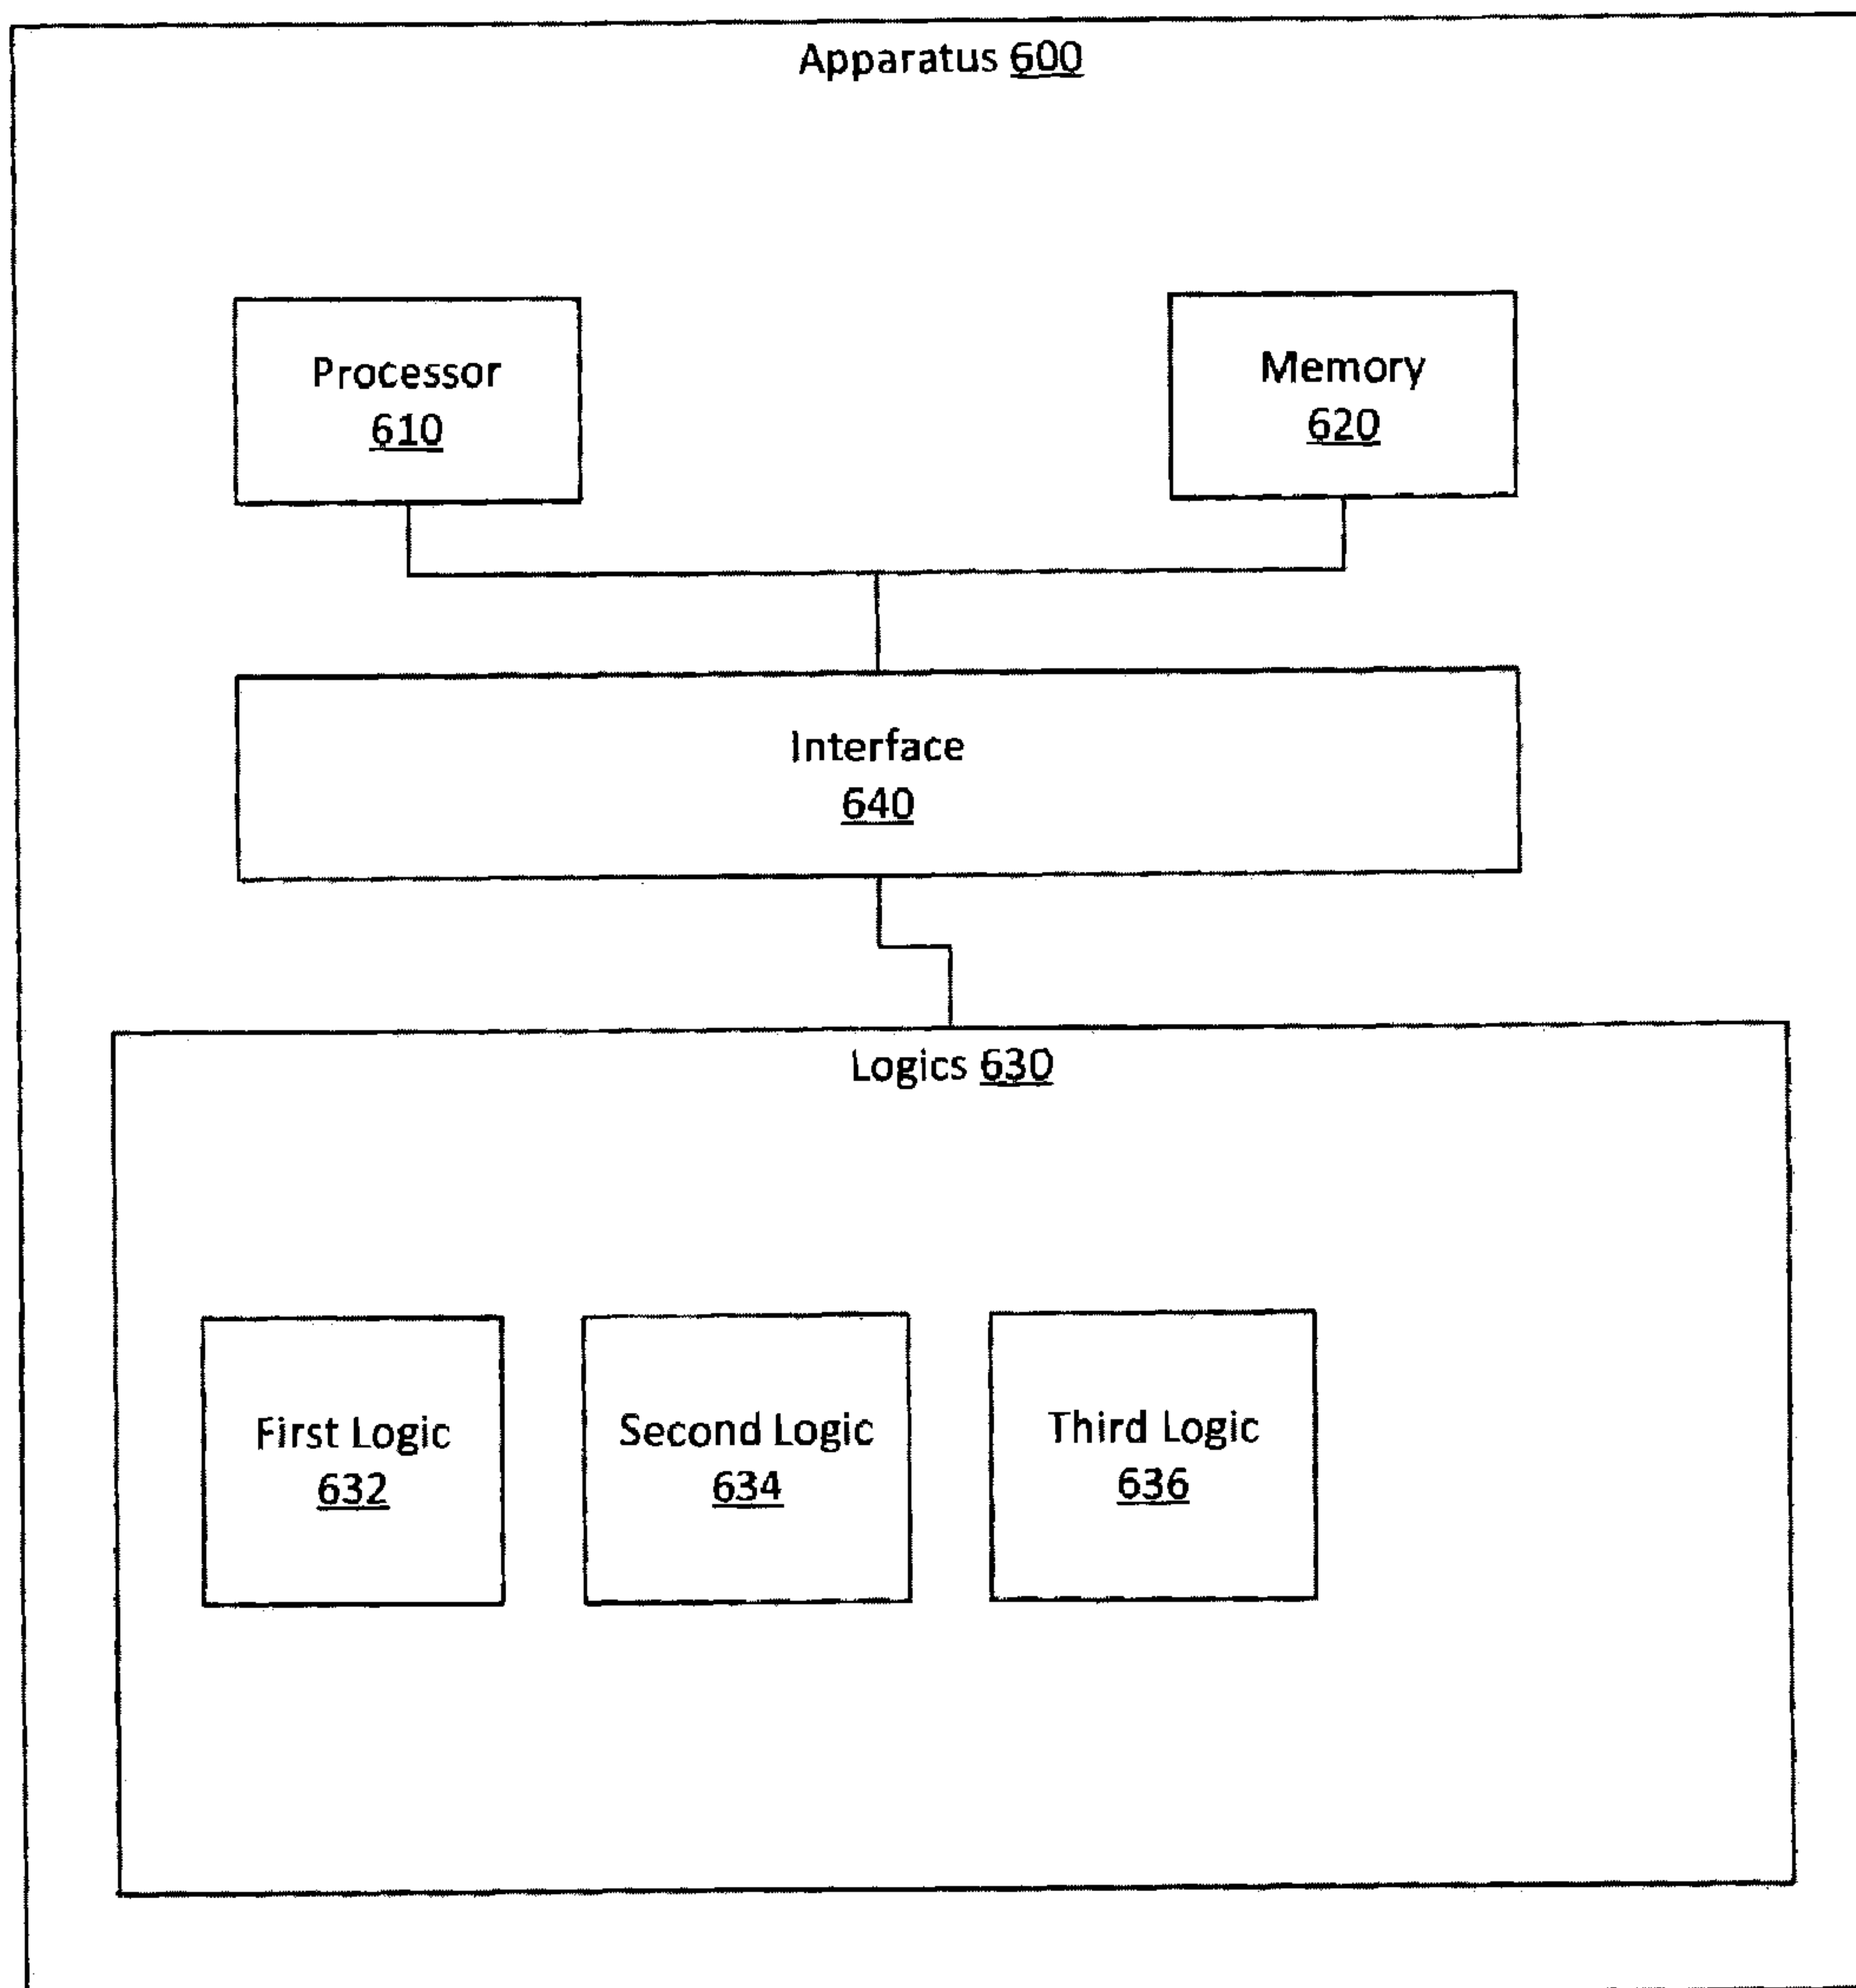 Apparatus 600
Processor
610
Memory
620
Interface
640
Logics 630
First Logic
632
Second Logic
634
Third Logic
636